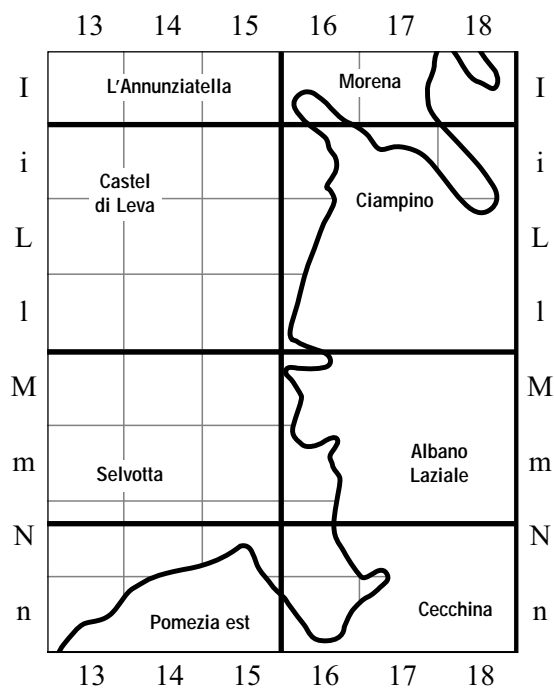 13 14 15 16 17 18
I L'Annunziatella Morena I
i i
Castel
di Leva Ciampino
L L
l l
M M
Albano
Laziale
m Selvotta m
N N
n Pomezia est Cecchina n
13 14 15 16 17 18